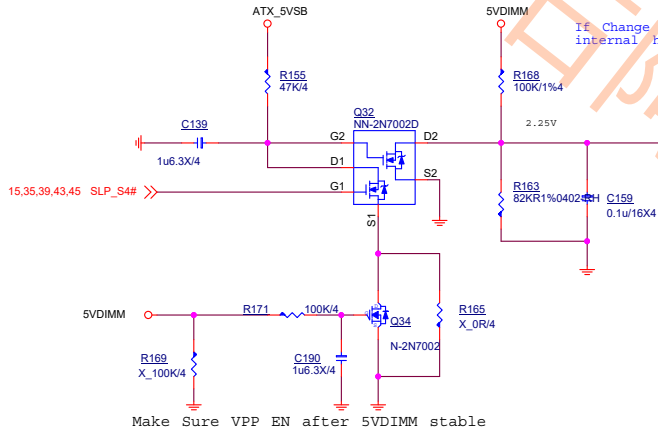 ATX_5VSB
5VDIMM
If Change
internal h
R155
47K/4
R168
100K/1%4
C139
1u6.3X/4
Q32
NN-2N7002D
2.25V
G2
D2
D1
S2
G1
S1
15,35,39,43,45 SLP_S4#
R163
82KR1%0402-RH
C159
0.1u/16X4
5VDIMM
R171
100K/4
Q34
N-2N7002
R165
X_0R/4
R169
X_100K/4
C190
1u6.3X/4
Make Sure VPP EN after 5VDIMM stable